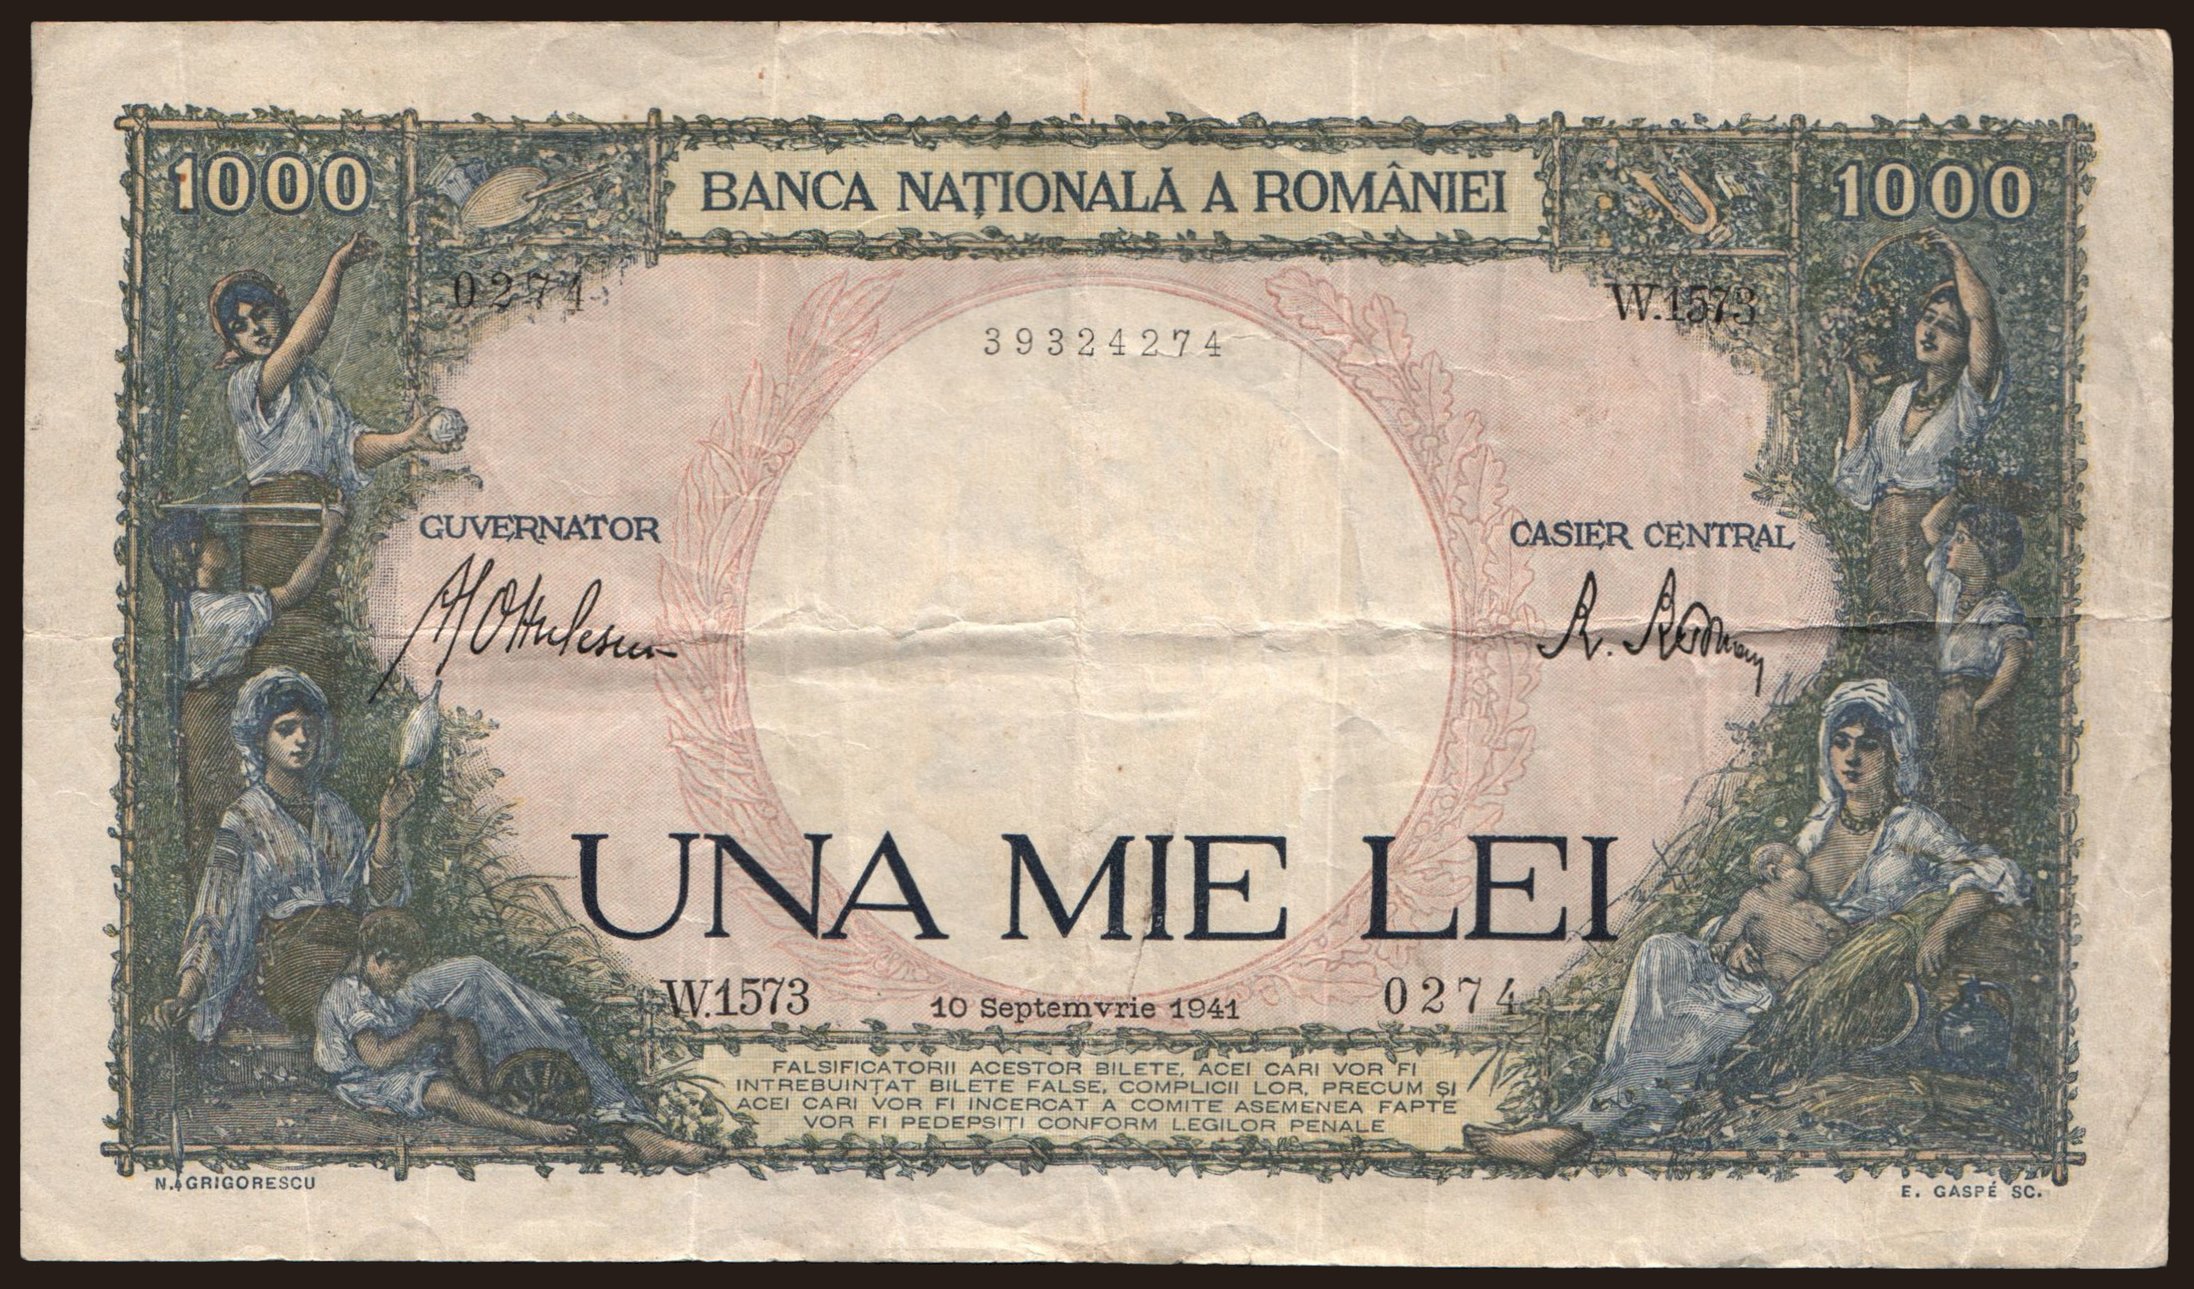 1000
BANCA NAȚIONALĂ A ROMÂNIEI
1000
0274
W.1573
39324274
GUVERNATOR
CASIER CENTRAL
UNA MIE LEI
W.1573
10 Septemvrie 1941
0274
FALSIFICATORII ACESTOR BILETE, ACEI CARI VOR FI
INTREBUINȚAT BILETE FALSE, COMPLICII LOR, PRECUM ȘI
ACEI CARI VOR FI INCERCAT A COMITE ASEMENEA FAPTE
VOR FI PEDEPSIȚI CONFORM LEGILOR PENALE
N. GRIGORESCU
E. GASPÉ SC.